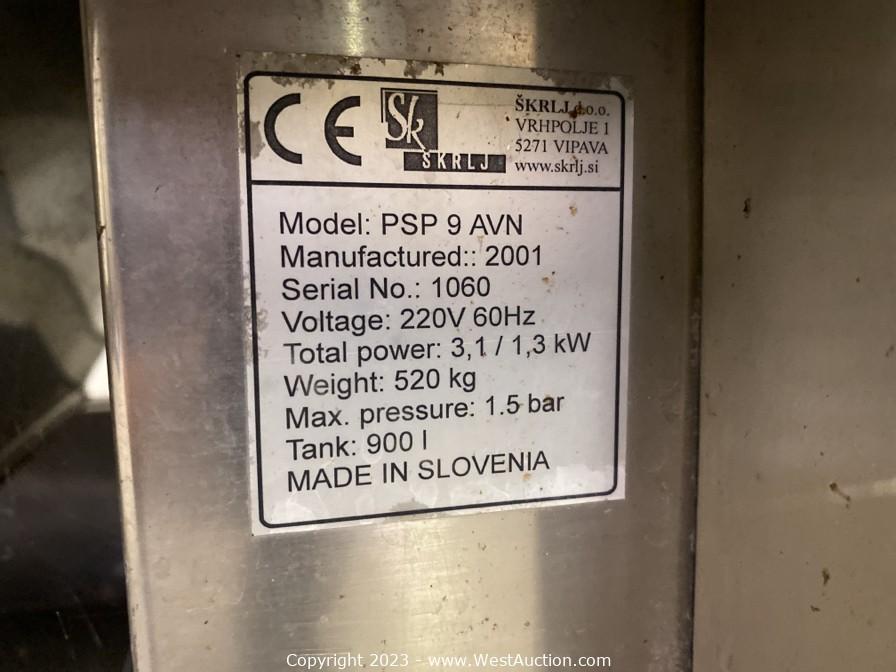 CE
Šk
ŠKRLJ
ŠKRLJ d.o.o.
VRHPOLJE 1
5271 VIPAVA
www.skrlj.si
Model: PSP 9 AVN
Manufactured:: 2001
Serial No.: 1060
Voltage: 220V 60Hz
Total power: 3,1 / 1,3 kW
Weight: 520 kg
Max. pressure: 1.5 bar
Tank: 900 l
MADE IN SLOVENIA
Copyright 2023 - www.WestAuction.com